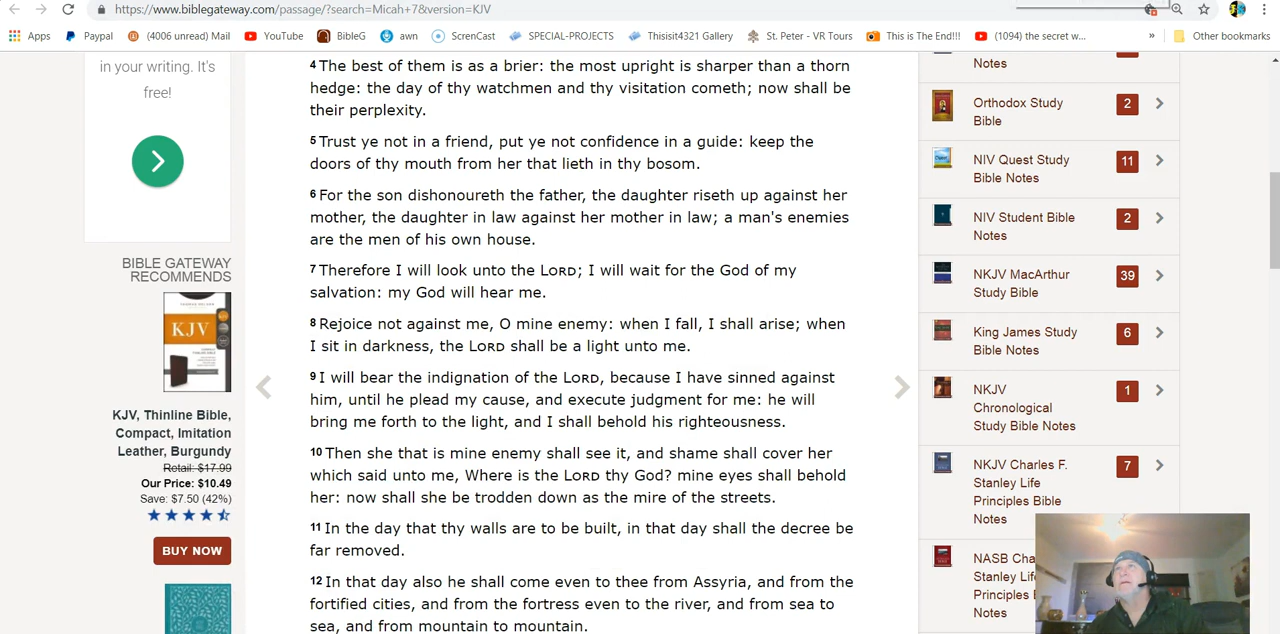 https://www.biblegateway.com/passage/?search=Micah+7&version=KJV
Apps
Paypal
(4006 unread) Mail
YouTube
BibleG
awn
ScrenCast
SPECIAL-PROJECTS
Thisisit4321 Gallery
St. Peter - VR Tours
This is The End!!!
(1094) the secret w...
»
Other bookmarks
in your writing. It's
free!
BIBLE GATEWAY
RECOMMENDS
KJV
KJV, Thinline Bible,
Compact, Imitation
Leather, Burgundy
Retail: $17.99
Our Price: $10.49
Save: $7.50 (42%)
BUY NOW
4 The best of them is as a brier: the most upright is sharper than a thorn
hedge: the day of thy watchmen and thy visitation cometh; now shall be
their perplexity.
5 Trust ye not in a friend, put ye not confidence in a guide: keep the
doors of thy mouth from her that lieth in thy bosom.
6 For the son dishonoureth the father, the daughter riseth up against her
mother, the daughter in law against her mother in law; a man's enemies
are the men of his own house.
7 Therefore I will look unto the LORD; I will wait for the God of my
salvation: my God will hear me.
8 Rejoice not against me, O mine enemy: when I fall, I shall arise; when
I sit in darkness, the LORD shall be a light unto me.
9 I will bear the indignation of the LORD, because I have sinned against
him, until he plead my cause, and execute judgment for me: he will
bring me forth to the light, and I shall behold his righteousness.
10 Then she that is mine enemy shall see it, and shame shall cover her
which said unto me, Where is the LORD thy God? mine eyes shall behold
her: now shall she be trodden down as the mire of the streets.
11 In the day that thy walls are to be built, in that day shall the decree be
far removed.
12 In that day also he shall come even to thee from Assyria, and from the
fortified cities, and from the fortress even to the river, and from sea to
sea, and from mountain to mountain.
Notes
Orthodox Study
Bible
2
NIV Quest Study
Bible Notes
11
NIV Student Bible
Notes
2
NKJV MacArthur
Study Bible
39
King James Study
Bible Notes
6
NKJV
Chronological
Study Bible Notes
1
NKJV Charles F.
Stanley Life
Principles Bible
Notes
7
NASB Cha
Stanley Life
Principles
Notes